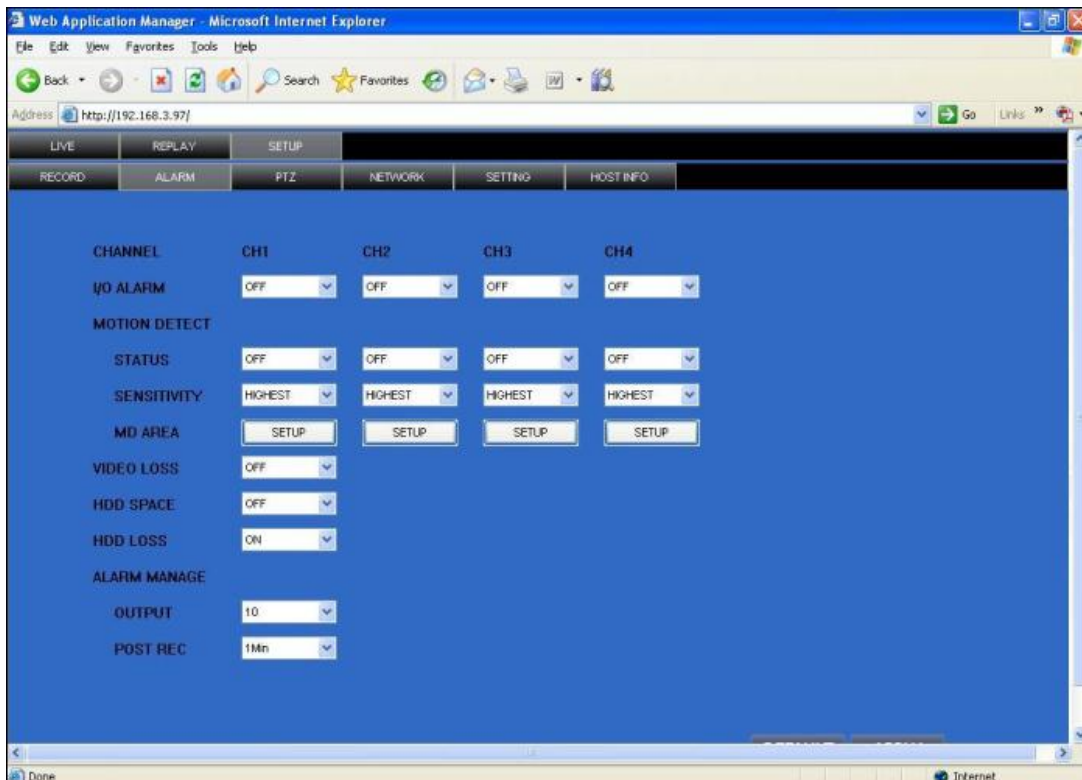 Web Application Manager - Microsoft Internet Explorer
File Edit View Favorites Tools Help
Back Search Favorites
Address http://192.168.3.97/ Go Links »
LIVE REPLAY SETUP
RECORD ALARM PTZ NETWORK SETTING HOST INFO
CHANNEL CH1 CH2 CH3 CH4
I/O ALARM OFF OFF OFF OFF
MOTION DETECT
STATUS OFF OFF OFF OFF
SENSITIVITY HIGHEST HIGHEST HIGHEST HIGHEST
MD AREA SETUP SETUP SETUP SETUP
VIDEO LOSS OFF
HDD SPACE OFF
HDD LOSS ON
ALARM MANAGE
OUTPUT 10
POST REC 1Min
Done Internet